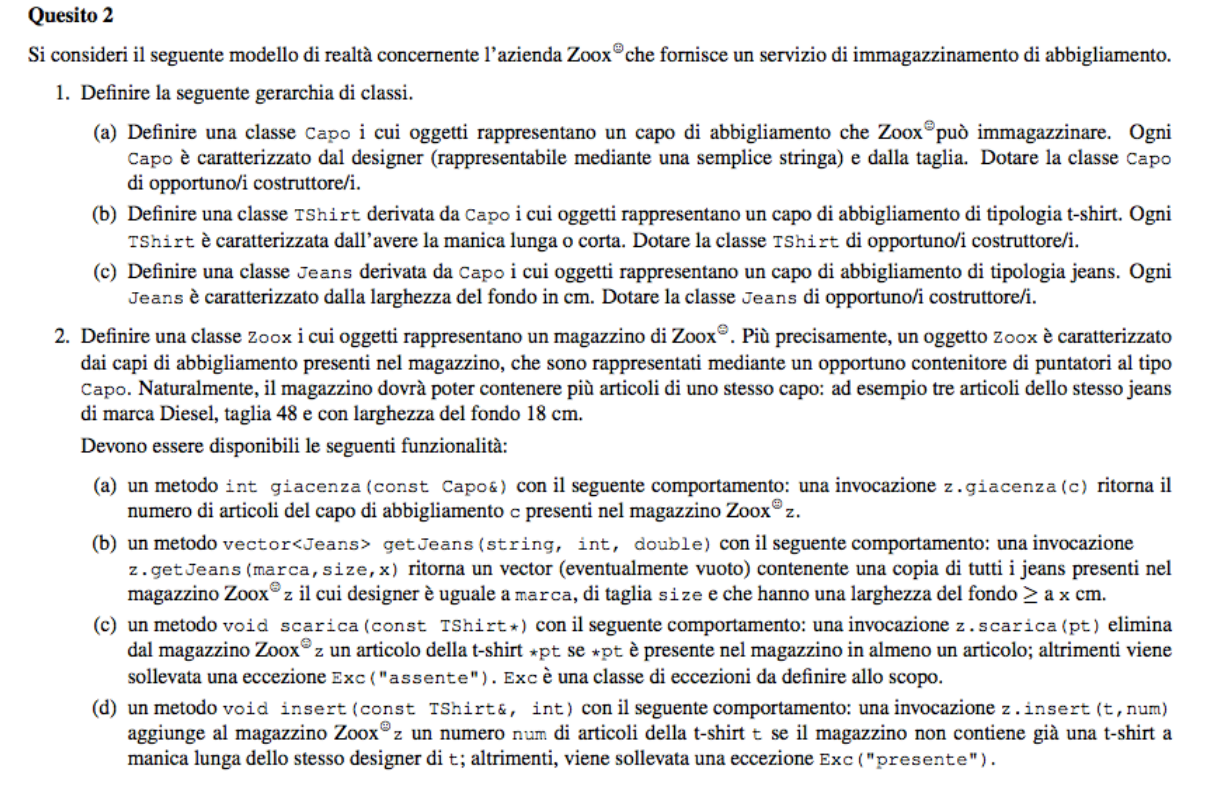 Quesito 2
Si consideri il seguente modello di realtà concernente l'azienda Zoox☺ che fornisce un servizio di immagazzinamento di abbigliamento.
1. Definire la seguente gerarchia di classi.
(a) Definire una classe Capo i cui oggetti rappresentano un capo di abbigliamento che Zoox☺ può immagazzinare. Ogni
Capo è caratterizzato dal designer (rappresentabile mediante una semplice stringa) e dalla taglia. Dotare la classe Capo
di opportuno/i costruttore/i.
(b) Definire una classe TShirt derivata da Capo i cui oggetti rappresentano un capo di abbigliamento di tipologia t-shirt. Ogni
TShirt è caratterizzata dall'avere la manica lunga o corta. Dotare la classe TShirt di opportuno/i costruttore/i.
(c) Definire una classe Jeans derivata da Capo i cui oggetti rappresentano un capo di abbigliamento di tipologia jeans. Ogni
Jeans è caratterizzato dalla larghezza del fondo in cm. Dotare la classe Jeans di opportuno/i costruttore/i.
2. Definire una classe Zoox i cui oggetti rappresentano un magazzino di Zoox☺. Più precisamente, un oggetto Zoox è caratterizzato
dai capi di abbigliamento presenti nel magazzino, che sono rappresentati mediante un opportuno contenitore di puntatori al tipo
Capo. Naturalmente, il magazzino dovrà poter contenere più articoli di uno stesso capo: ad esempio tre articoli dello stesso jeans
di marca Diesel, taglia 48 e con larghezza del fondo 18 cm.
Devono essere disponibili le seguenti funzionalità:
(a) un metodo int giacenza(const Capo&) con il seguente comportamento: una invocazione z.giacenza(c) ritorna il
numero di articoli del capo di abbigliamento c presenti nel magazzino Zoox☺ z.
(b) un metodo vector<Jeans> getJeans(string, int, double) con il seguente comportamento: una invocazione
z.getJeans(marca,size,x) ritorna un vector (eventualmente vuoto) contenente una copia di tutti i jeans presenti nel
magazzino Zoox☺ z il cui designer è uguale a marca, di taglia size e che hanno una larghezza del fondo ≥ a x cm.
(c) un metodo void scarica(const TShirt*) con il seguente comportamento: una invocazione z.scarica(pt) elimina
dal magazzino Zoox☺ z un articolo della t-shirt *pt se *pt è presente nel magazzino in almeno un articolo; altrimenti viene
sollevata una eccezione Exc("assente"). Exc è una classe di eccezioni da definire allo scopo.
(d) un metodo void insert(const TShirt&, int) con il seguente comportamento: una invocazione z.insert(t,num)
aggiunge al magazzino Zoox☺ z un numero num di articoli della t-shirt t se il magazzino non contiene già una t-shirt a
manica lunga dello stesso designer di t; altrimenti, viene sollevata una eccezione Exc("presente").